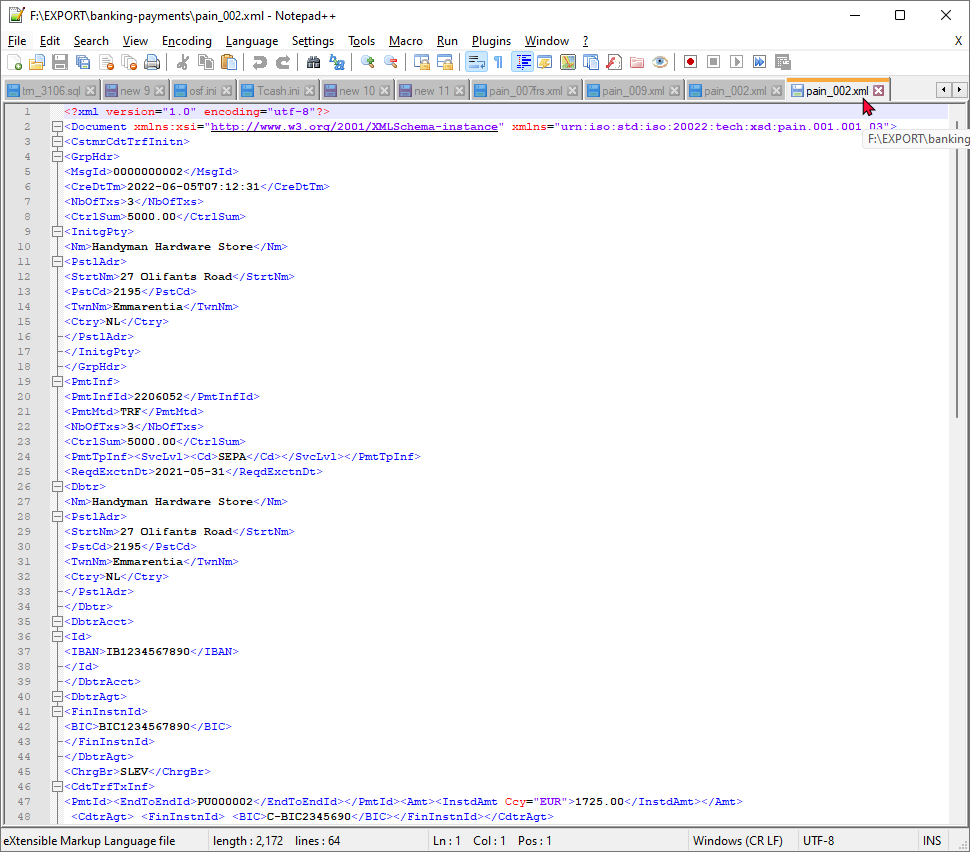 F:\EXPORT\banking-payments\pain_002.xml - Notepad++
File Edit Search View Encoding Language Settings Tools Macro Run Plugins Window ? X
tm_3106.sql new 9 osf.ini Tcash.ini new 10 new 11 pain_007frs.xml pain_009.xml pain_002.xml pain_002.xml
F:\EXPORT\banking
1 <?xml version="1.0" encoding="utf-8"?>
2 <Document xmlns:xsi="http://www.w3.org/2001/XMLSchema-instance" xmlns="urn:iso:std:iso:20022:tech:xsd:pain.001.001.03">
3 <CstmrCdtTrfInitn>
4 <GrpHdr>
5 <MsgId>0000000002</MsgId>
6 <CreDtTm>2022-06-05T07:12:31</CreDtTm>
7 <NbOfTxs>3</NbOfTxs>
8 <CtrlSum>5000.00</CtrlSum>
9 <InitgPty>
10 <Nm>Handyman Hardware Store</Nm>
11 <PstlAdr>
12 <StrtNm>27 Olifants Road</StrtNm>
13 <PstCd>2195</PstCd>
14 <TwnNm>Emmarentia</TwnNm>
15 <Ctry>NL</Ctry>
16 </PstlAdr>
17 </InitgPty>
18 </GrpHdr>
19 <PmtInf>
20 <PmtInfId>2206052</PmtInfId>
21 <PmtMtd>TRF</PmtMtd>
22 <NbOfTxs>3</NbOfTxs>
23 <CtrlSum>5000.00</CtrlSum>
24 <PmtTpInf><SvcLvl><Cd>SEPA</Cd></SvcLvl></PmtTpInf>
25 <ReqdExctnDt>2021-05-31</ReqdExctnDt>
26 <Dbtr>
27 <Nm>Handyman Hardware Store</Nm>
28 <PstlAdr>
29 <StrtNm>27 Olifants Road</StrtNm>
30 <PstCd>2195</PstCd>
31 <TwnNm>Emmarentia</TwnNm>
32 <Ctry>NL</Ctry>
33 </PstlAdr>
34 </Dbtr>
35 <DbtrAcct>
36 <Id>
37 <IBAN>IB1234567890</IBAN>
38 </Id>
39 </DbtrAcct>
40 <DbtrAgt>
41 <FinInstnId>
42 <BIC>BIC1234567890</BIC>
43 </FinInstnId>
44 </DbtrAgt>
45 <ChrgBr>SLEV</ChrgBr>
46 <CdtTrfTxInf>
47 <PmtId><EndToEndId>PU000002</EndToEndId></PmtId><Amt><InstdAmt Ccy="EUR">1725.00</InstdAmt></Amt>
48 <CdtrAgt> <FinInstnId> <BIC>C-BIC2345690</BIC></FinInstnId></CdtrAgt>
eXtensible Markup Language file length : 2,172 lines : 64 Ln : 1 Col : 1 Pos : 1 Windows (CR LF) UTF-8 INS